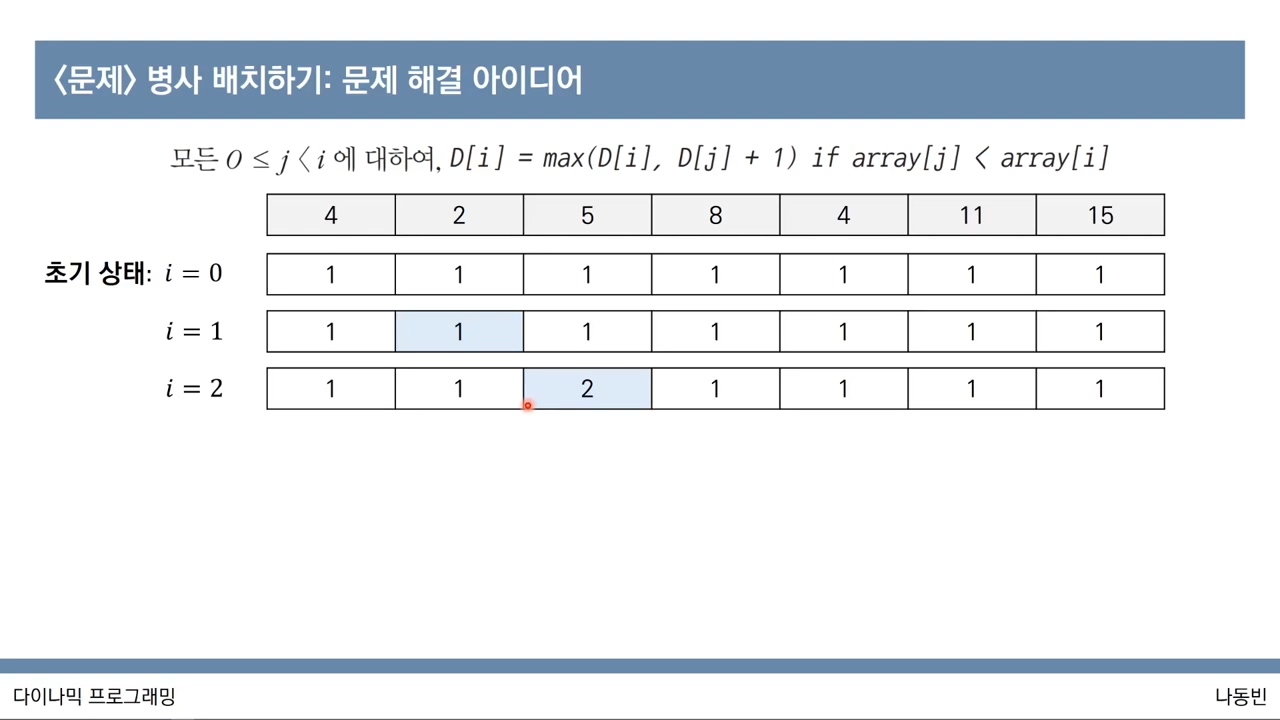 〈문제〉 병사 배치하기: 문제 해결 아이디어
모든 0 ≤ j < i 에 대하여, D[i] = max(D[i], D[j] + 1) if array[j] < array[i]
4 2 5 8 4 11 15
초기 상태: i = 0 1 1 1 1 1 1 1
i = 1 1 1 1 1 1 1 1
i = 2 1 1 2 1 1 1 1
다이나믹 프로그래밍 나동빈